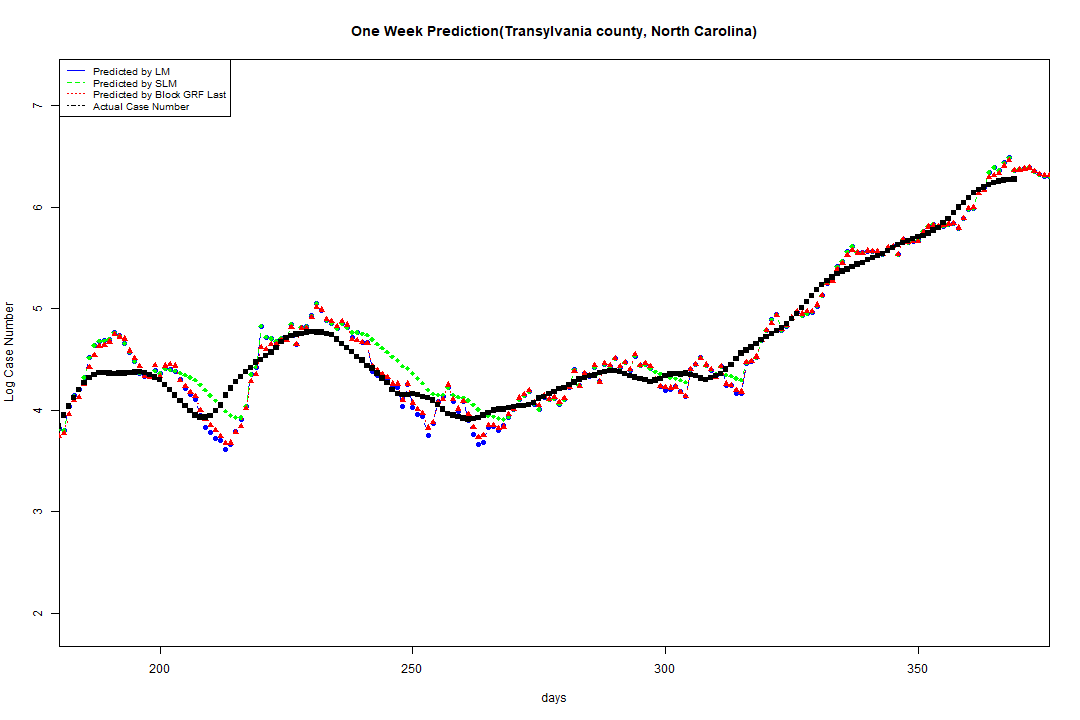 One Week Prediction(Transylvania county, North Carolina)
Predicted by LM
Predicted by SLM
Predicted by Block GRF Last
Actual Case Number
Log Case Number
7
6
5
4
3
2
200 250 300 350
days